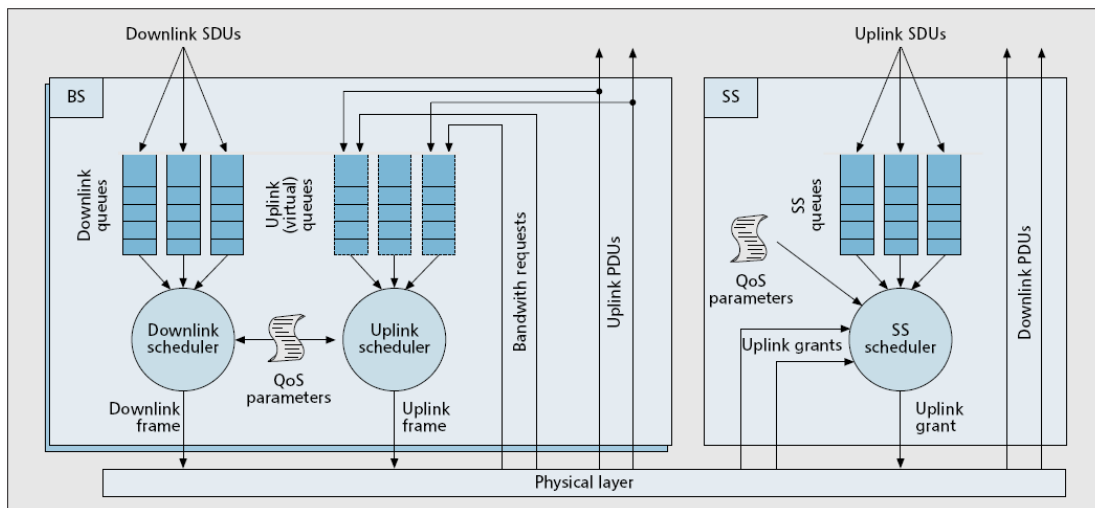 Downlink SDUs
Uplink SDUs
BS
SS
Downlink
queues
Uplink
(virtual)
queues
Bandwith requests
Uplink PDUs
SS
queues
Downlink PDUs
QoS
parameters
Downlink
scheduler
Uplink
scheduler
QoS
parameters
Uplink grants
SS
scheduler
Downlink
frame
Uplink
frame
Uplink
grant
Physical layer